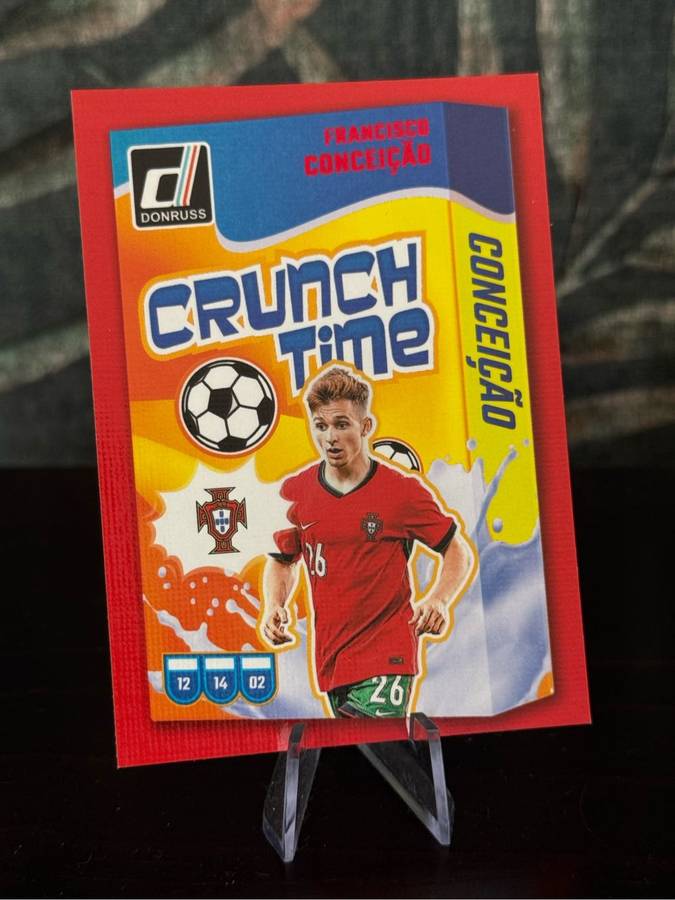 FRANCISCO
CONCEIÇÃO
DONRUSS
CRUNCH
TIME
CONCEIÇÃO
26
12 14 02
26